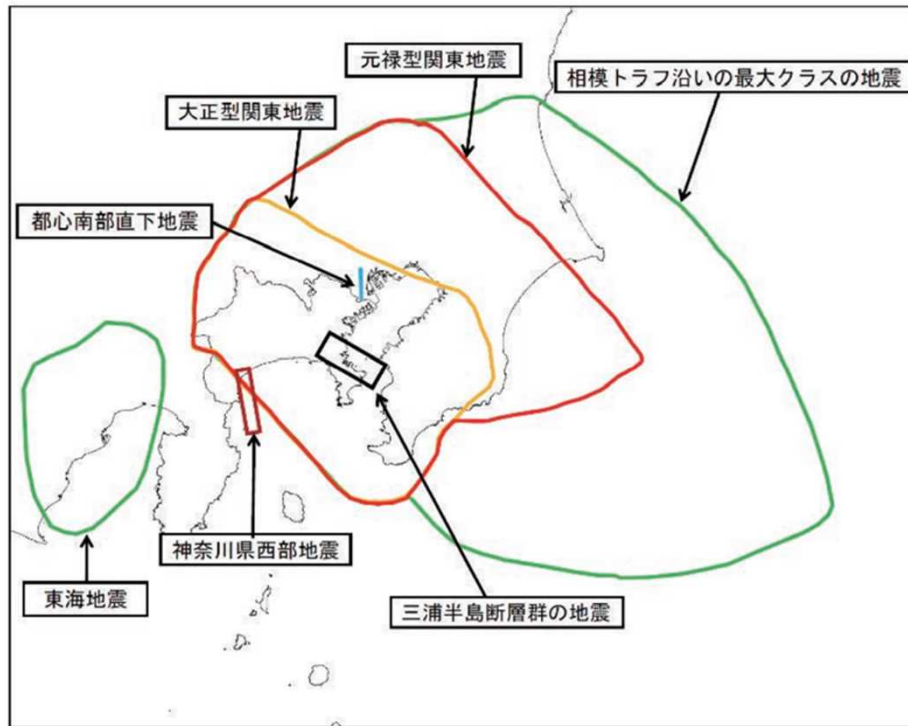 元禄型関東地震
相模トラフ沿いの最大クラスの地震
大正型関東地震
都心南部直下地震
神奈川県西部地震
東海地震
三浦半島断層群の地震